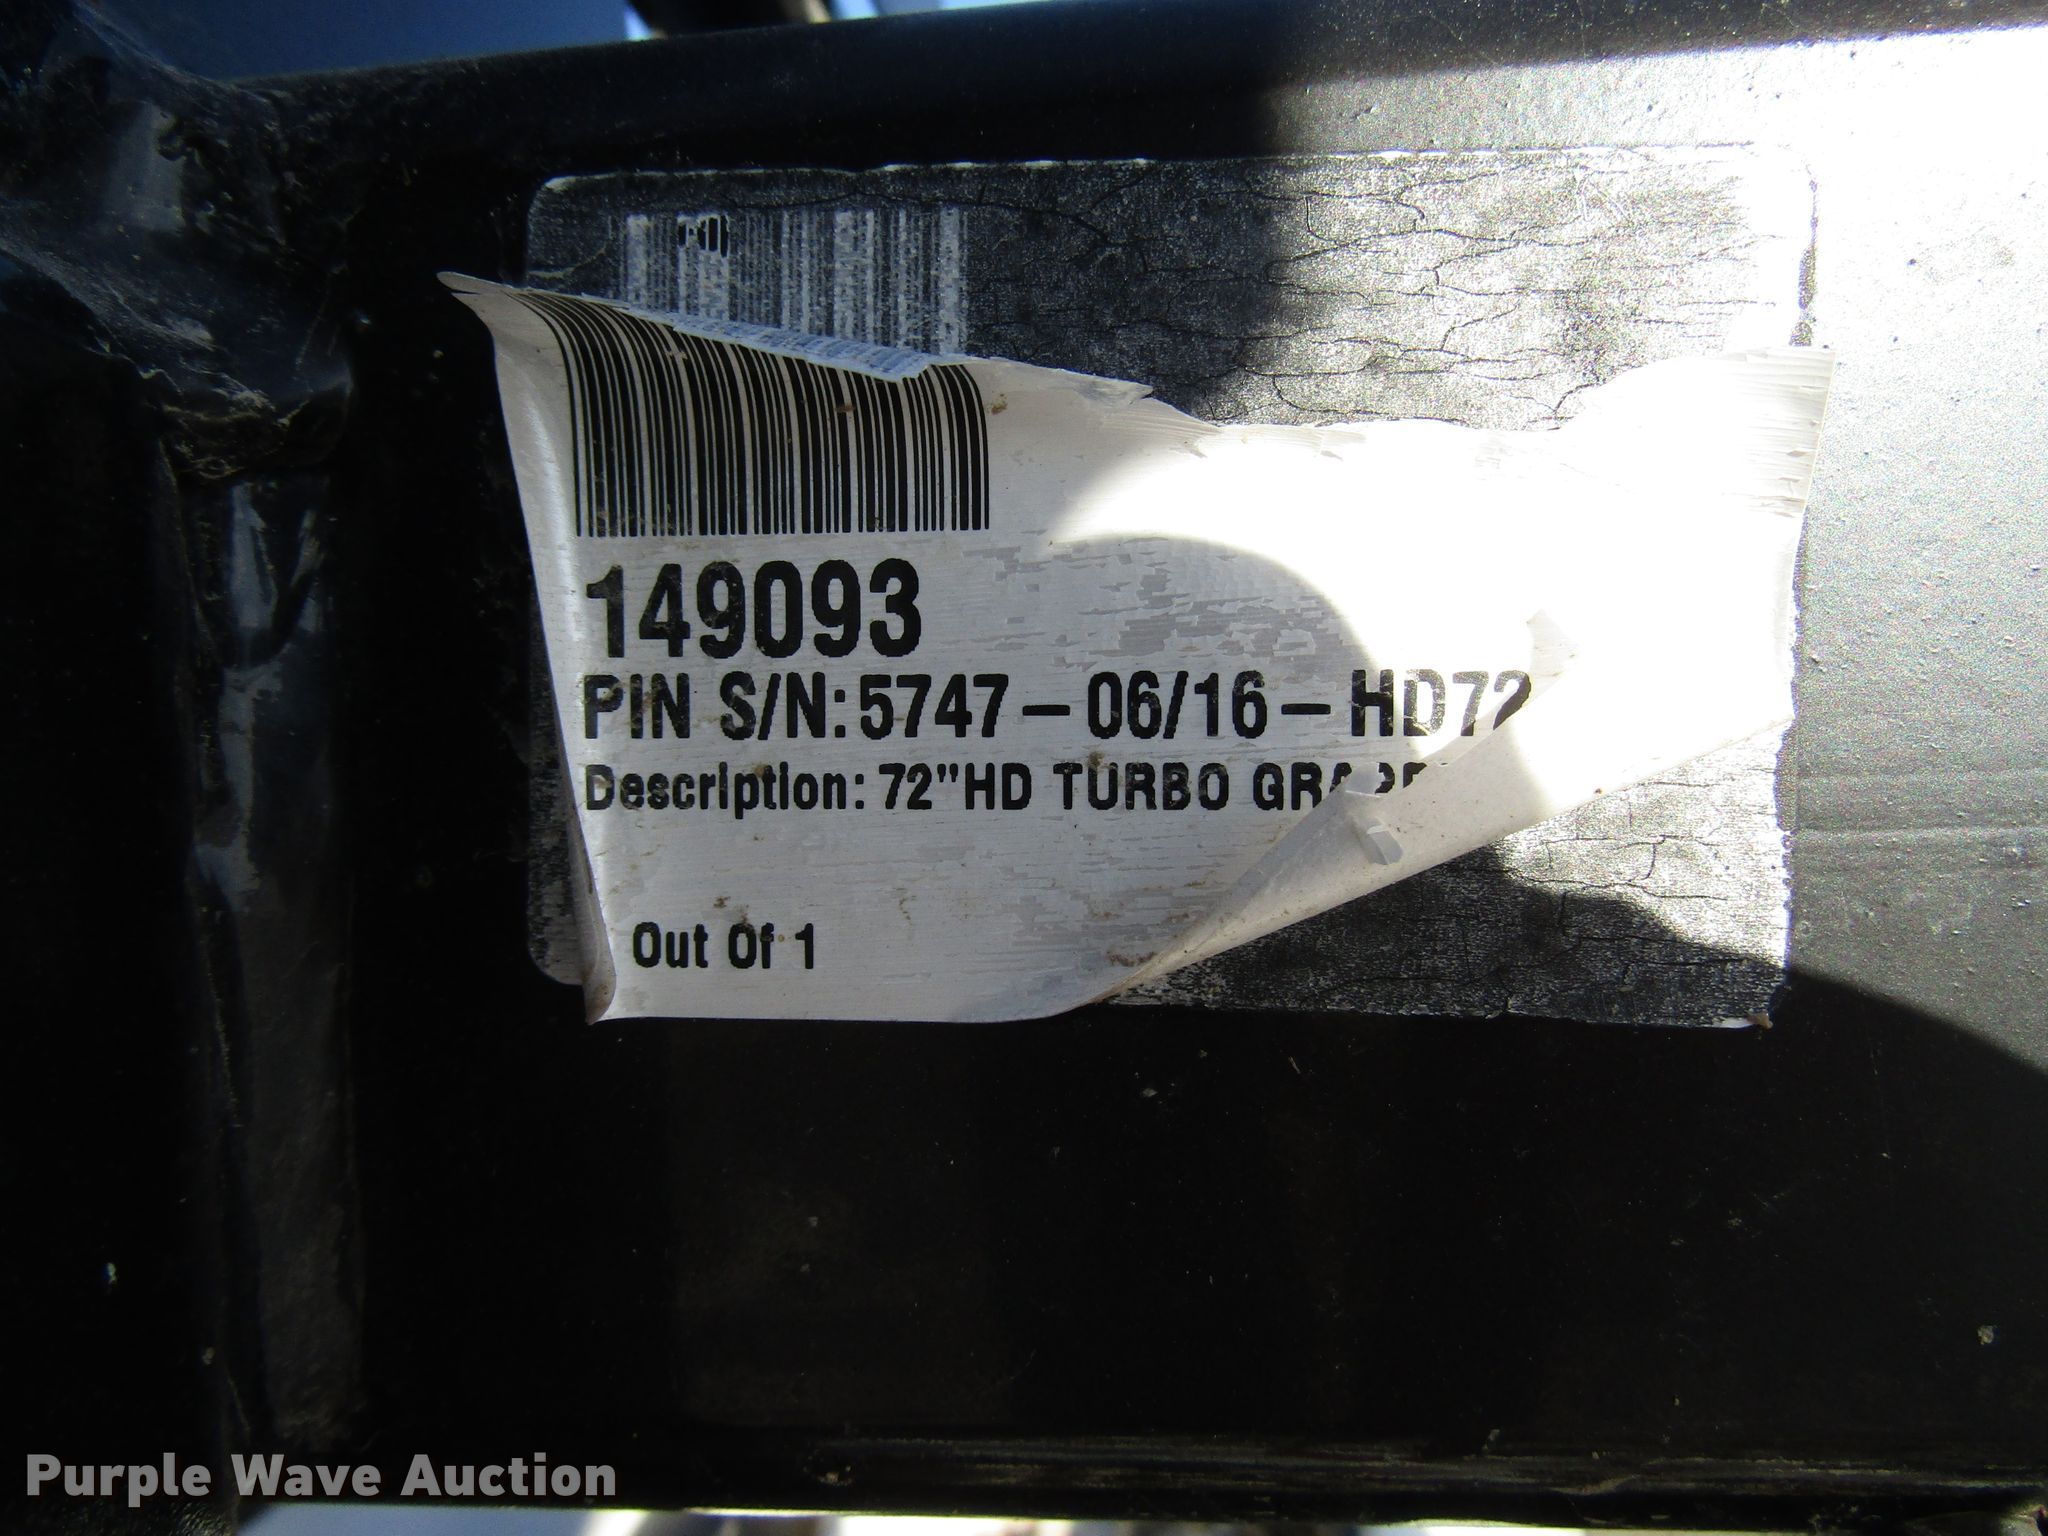 149093
PIN S/N: 5747 - 06/16 - HD72
Description: 72"HD TURBO
Out Of 1
Purple Wave Auction